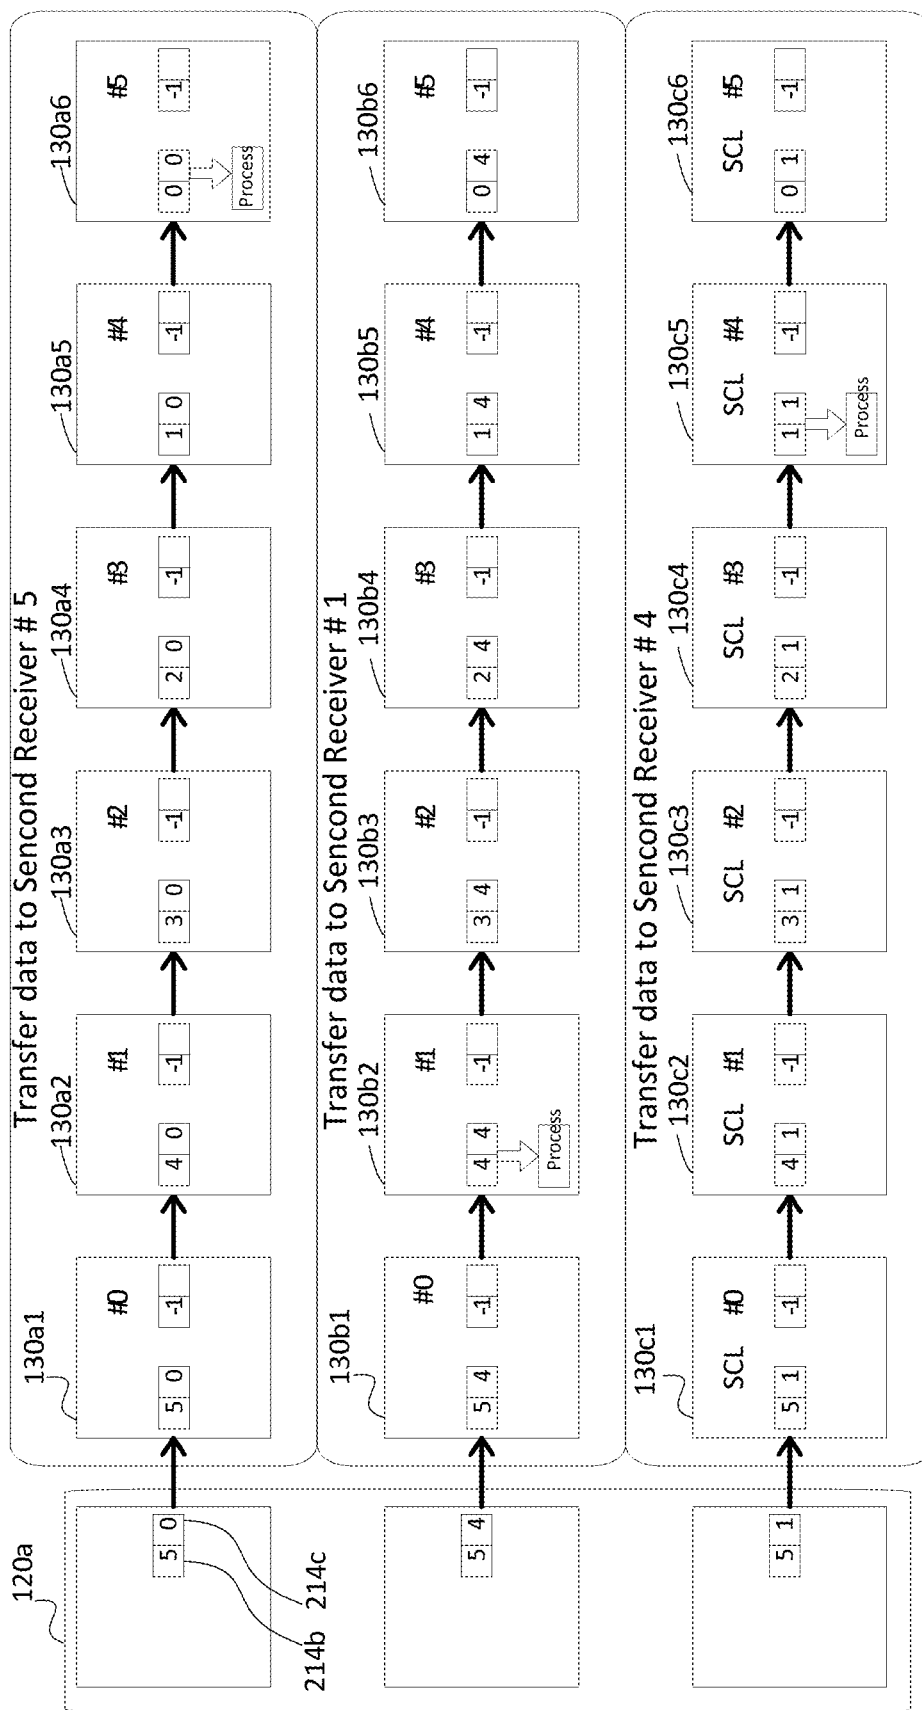 120a
5 0
214b 214c
5 4
5 1
Transfer data to Sencond Receiver # 5
130a1 130a2 130a3 130a4 130a5 130a6
#0 #1 #2 #3 #4 #5
5 0 -1 4 0 -1 3 0 -1 2 0 -1 1 0 -1 0 0 -1
Process
Transfer data to Sencond Receiver # 1
130b1 130b2 130b3 130b4 130b5 130b6
#0 #1 #2 #3 #4 #5
5 4 -1 4 4 -1 3 4 -1 2 4 -1 1 4 -1 0 4 -1
Process
Transfer data to Sencond Receiver # 4
130c1 130c2 130c3 130c4 130c5 130c6
SCL #0 SCL #1 SCL #2 SCL #3 SCL #4 SCL #5
5 1 -1 4 1 -1 3 1 -1 2 1 -1 1 1 -1 0 1 -1
Process